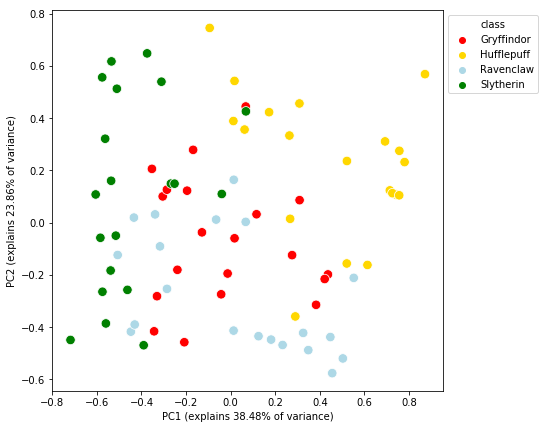 class
Gryffindor
Hufflepuff
Ravenclaw
Slytherin
PC2 (explains 23.86% of variance)
0.8
0.6
0.4
0.2
0.0
−0.2
−0.4
−0.6
−0.8 −0.6 −0.4 −0.2 0.0 0.2 0.4 0.6 0.8
PC1 (explains 38.48% of variance)